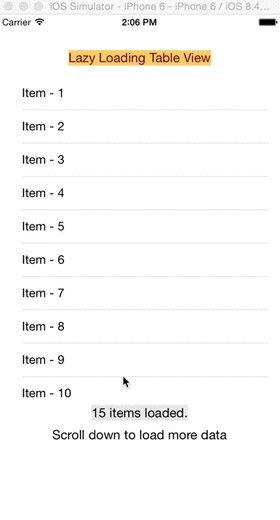 iOS Simulator - iPhone 6 - iPhone 6 / iOS 8.4
Carrier 2:06 PM
Lazy Loading Table View
Item - 1
Item - 2
Item - 3
Item - 4
Item - 5
Item - 6
Item - 7
Item - 8
Item - 9
Item - 10
15 items loaded.
Scroll down to load more data